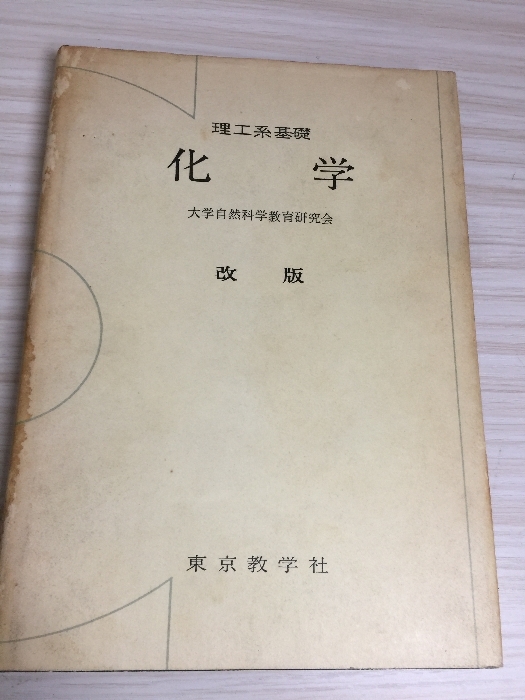 理工系基礎
化 学
大学自然科学教育研究会
改 版
東京教学社